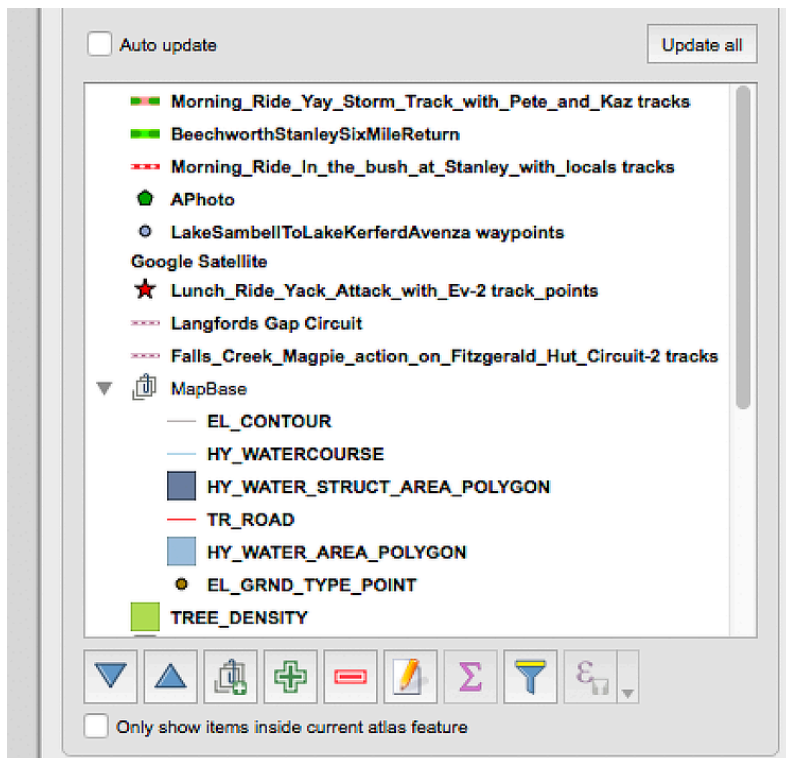 Auto update
Update all
Morning_Ride_Yay_Storm_Track_with_Pete_and_Kaz tracks
BeechworthStanleySixMileReturn
Morning_Ride_In_the_bush_at_Stanley_with_locals tracks
APhoto
LakeSambellToLakeKerferdAvenza waypoints
Google Satellite
Lunch_Ride_Yack_Attack_with_Ev-2 track_points
Langfords Gap Circuit
Falls_Creek_Magpie_action_on_Fitzgerald_Hut_Circuit-2 tracks
MapBase
EL_CONTOUR
HY_WATERCOURSE
HY_WATER_STRUCT_AREA_POLYGON
TR_ROAD
HY_WATER_AREA_POLYGON
EL_GRND_TYPE_POINT
TREE_DENSITY
Σ
ε
Only show items inside current atlas feature